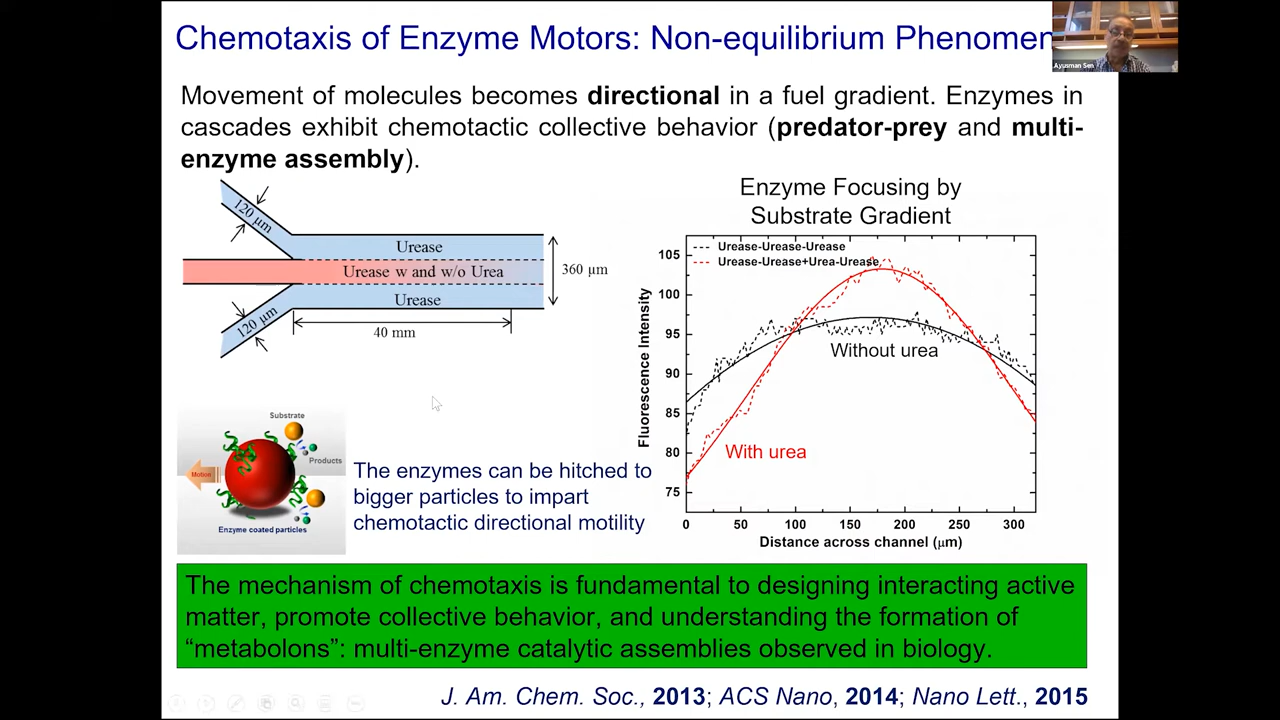 Chemotaxis of Enzyme Motors: Non-equilibrium Phenomen
Ayusman Sen
Movement of molecules becomes directional in a fuel gradient. Enzymes in
cascades exhibit chemotactic collective behavior (predator-prey and multi-
enzyme assembly).
120 μm
Urease
Urease w and w/o Urea
Urease
120 μm
360 μm
40 mm
Enzyme Focusing by
Substrate Gradient
Urease-Urease-Urease
Urease-Urease+Urea-Urease
Without urea
With urea
Fluorescence Intensity
105
100
95
90
85
80
75
0 50 100 150 200 250 300
Distance across channel (μm)
Substrate
Products
Motion
Enzyme coated particles
The enzymes can be hitched to
bigger particles to impart
chemotactic directional motility
The mechanism of chemotaxis is fundamental to designing interacting active
matter, promote collective behavior, and understanding the formation of
“metabolons”: multi-enzyme catalytic assemblies observed in biology.
J. Am. Chem. Soc., 2013; ACS Nano, 2014; Nano Lett., 2015